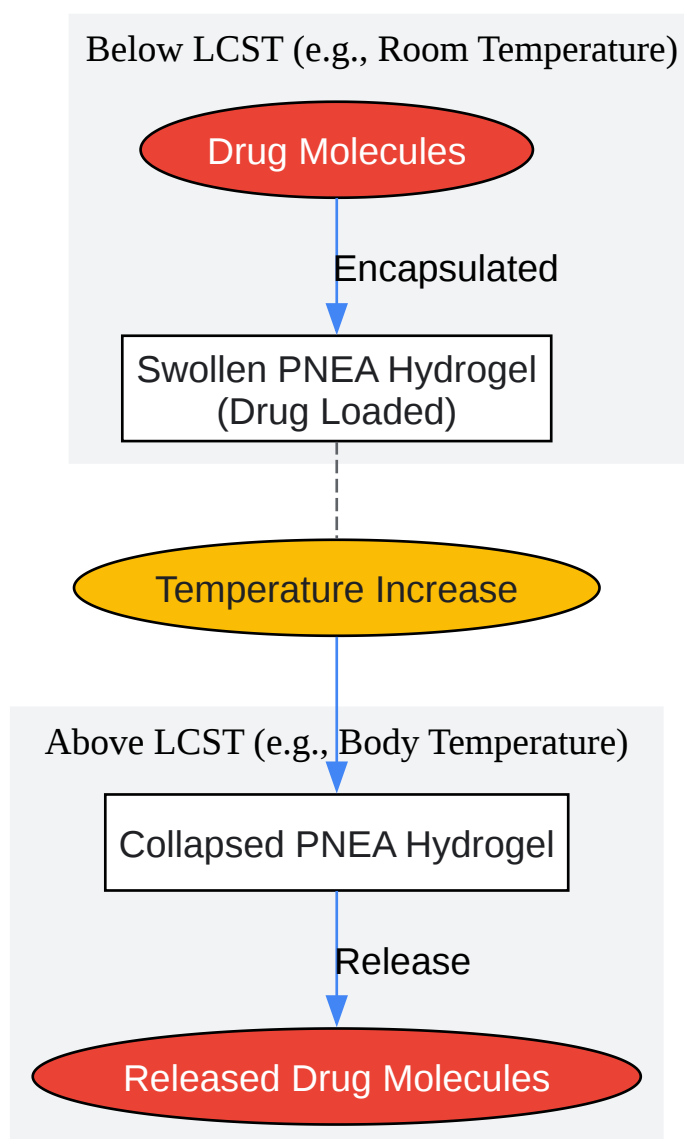 Below LCST (e.g., Room Temperature)
Drug Molecules
Encapsulated
Swollen PNEA Hydrogel
(Drug Loaded)
Temperature Increase
Above LCST (e.g., Body Temperature)
Collapsed PNEA Hydrogel
Release
Released Drug Molecules